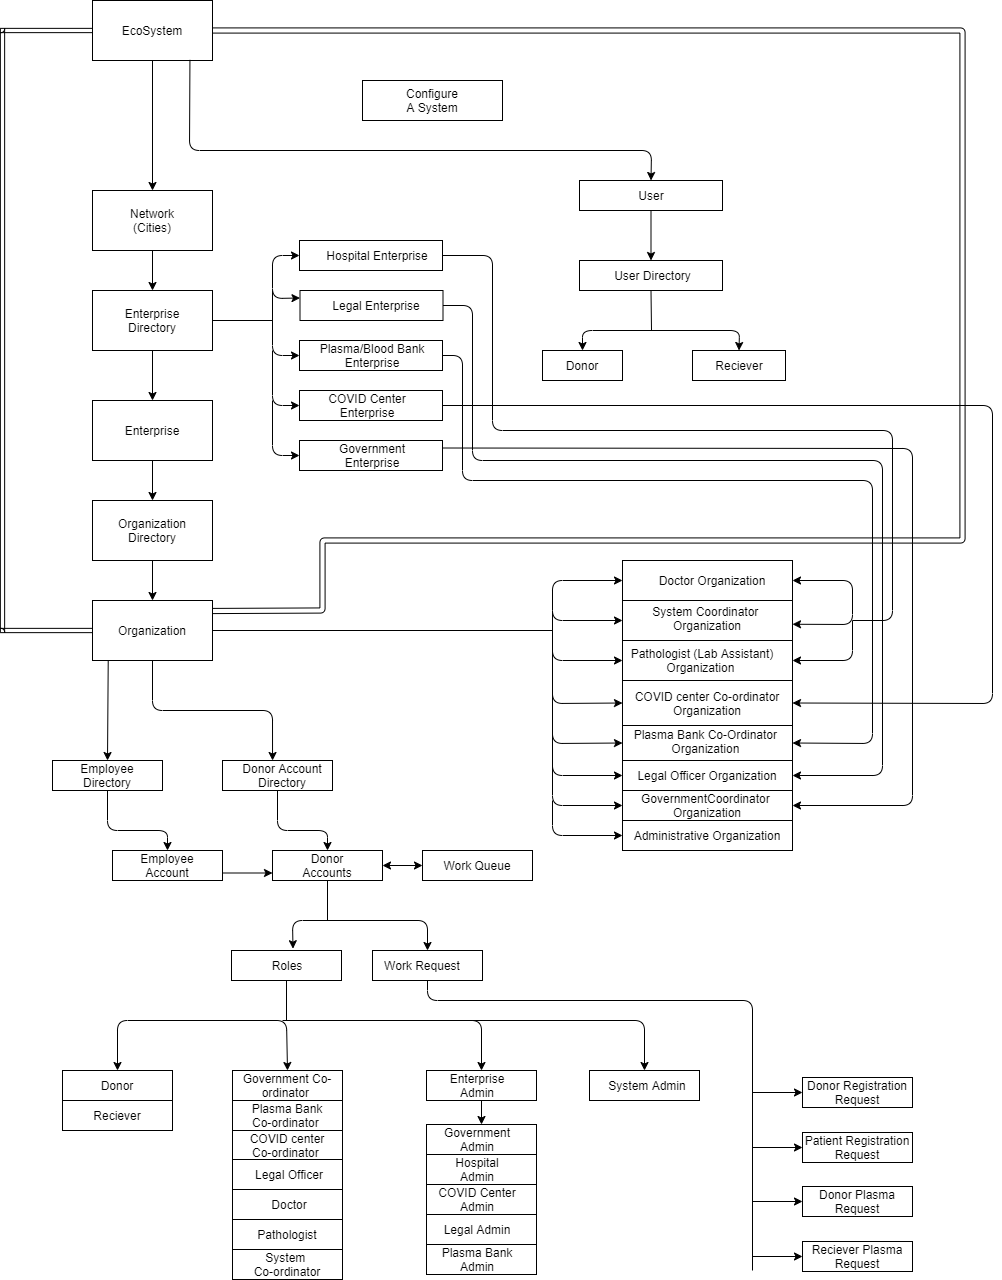 EcoSystem
Configure
A System
User
Network
(Cities)
Hospital Enterprise
User Directory
Enterprise
Directory
Legal Enterprise
Plasma/Blood Bank
Enterprise
Donor
Reciever
COVID Center
Enterprise
Enterprise
Government
Enterprise
Organization
Directory
Doctor Organization
System Coordinator
Organization
Organization
Pathologist (Lab Assistant)
Organization
COVID center Co-ordinator
Organization
Plasma Bank Co-Ordinator
Organization
Legal Officer Organization
GovernmentCoordinator
Organization
Administrative Organization
Employee
Directory
Donor Account
Directory
Employee
Account
Donor
Accounts
Work Queue
Roles
Work Request
Donor
Reciever
Government Co-
ordinator
Plasma Bank
Co-ordinator
COVID center
Co-ordinator
Legal Officer
Doctor
Pathologist
System
Co-ordinator
Enterprise
Admin
Government
Admin
Hospital
Admin
COVID Center
Admin
Legal Admin
Plasma Bank
Admin
System Admin
Donor Registration
Request
Patient Registration
Request
Donor Plasma
Request
Reciever Plasma
Request